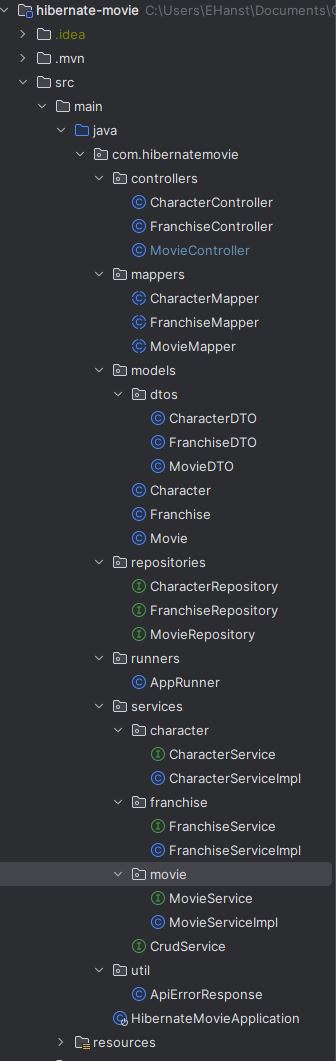 hibernate-movie C:\Users\EHanst\Documents\
.idea
.mvn
src
main
java
com.hibernatemovie
controllers
CharacterController
FranchiseController
MovieController
mappers
CharacterMapper
FranchiseMapper
MovieMapper
models
dtos
CharacterDTO
FranchiseDTO
MovieDTO
Character
Franchise
Movie
repositories
CharacterRepository
FranchiseRepository
MovieRepository
runners
AppRunner
services
character
CharacterService
CharacterServiceImpl
franchise
FranchiseService
FranchiseServiceImpl
movie
MovieService
MovieServiceImpl
CrudService
util
ApiErrorResponse
HibernateMovieApplication
resources